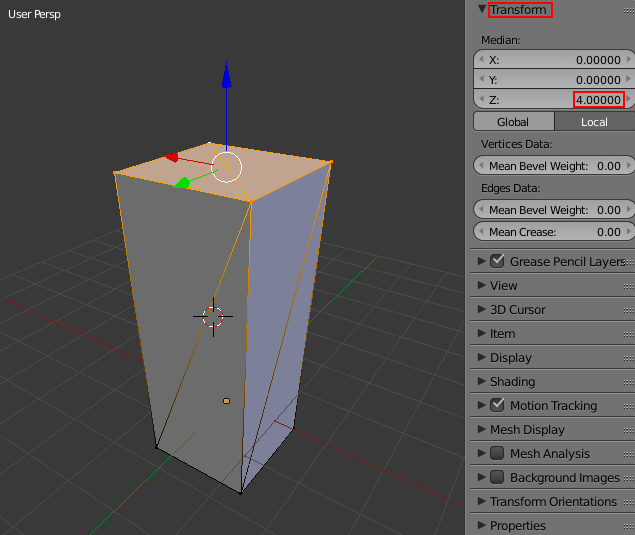 User Persp
Transform
Median:
X: 0.00000
Y: 0.00000
Z: 4.00000
Global Local
Vertices Data:
Mean Bevel Weight: 0.00
Edges Data:
Mean Bevel Weight: 0.00
Mean Crease: 0.00
Grease Pencil Layers
View
3D Cursor
Item
Display
Shading
Motion Tracking
Mesh Display
Mesh Analysis
Background Images
Transform Orientations
Properties